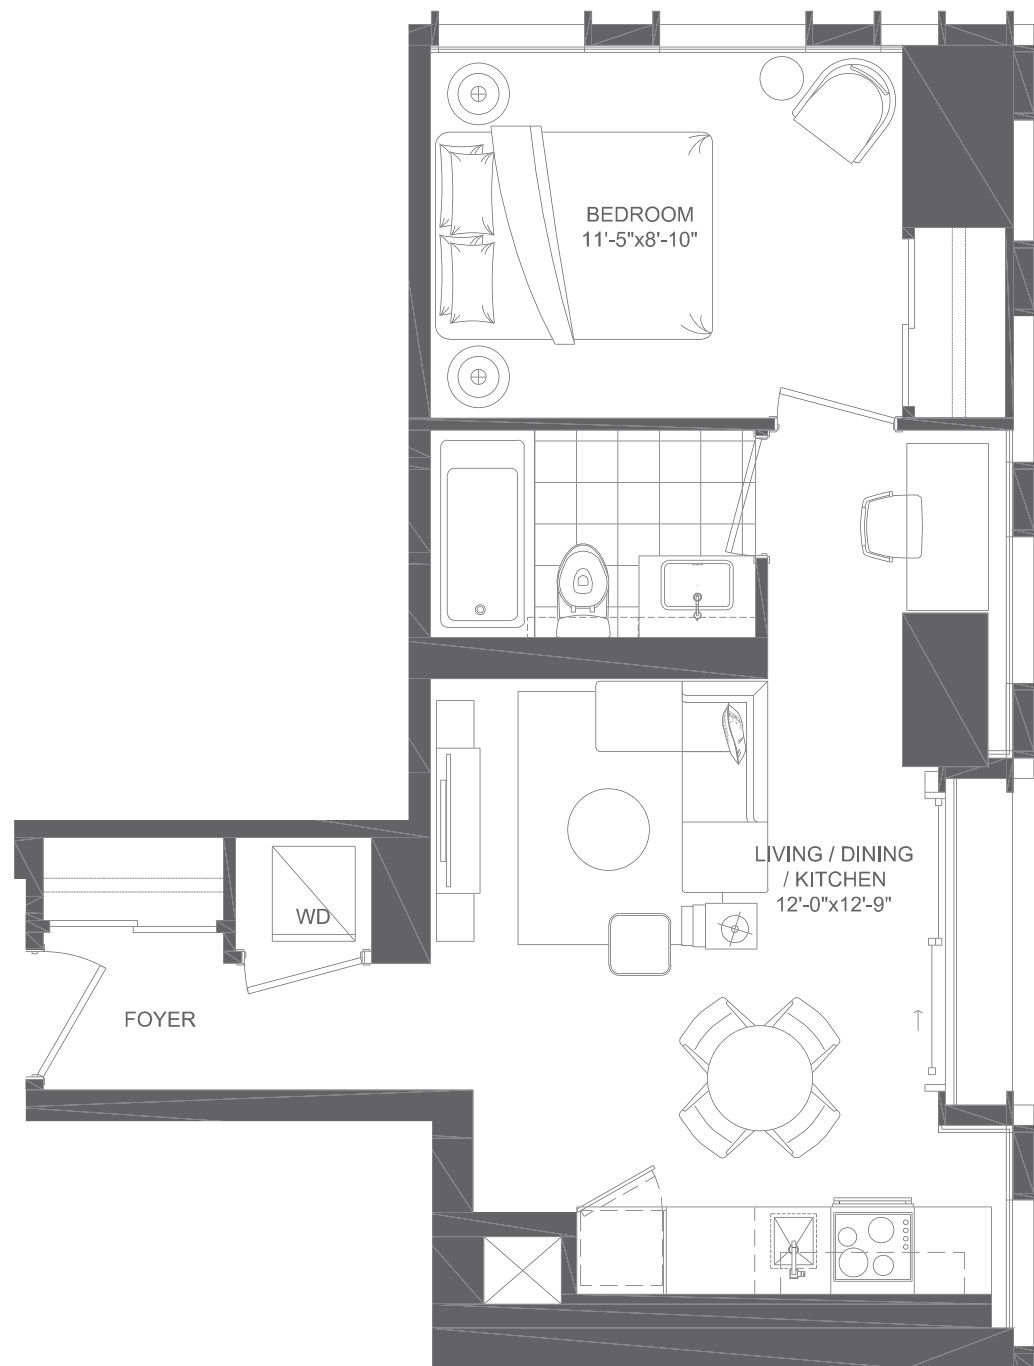 BEDROOM
11'-5"x8'-10"
LIVING / DINING
/ KITCHEN
12'-0"x12'-9"
WD
FOYER